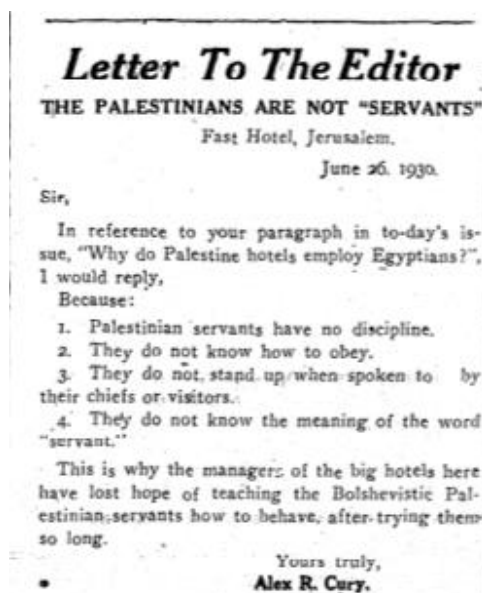 Letter To The Editor
THE PALESTINIANS ARE NOT "SERVANTS"
Fast Hotel, Jerusalem.
June 26. 1930.
Sir,
In reference to your paragraph in to-day's is-
sue, "Why do Palestine hotels employ Egyptians?",
I would reply,
Because:
1. Palestinian servants have no discipline.
2. They do not know how to obey.
3. They do not stand up when spoken to by
their chiefs or visitors.
4. They do not know the meaning of the word
"servant."
This is why the managers of the big hotels here
have lost hope of teaching the Bolshevistic Pal-
estinian servants how to behave, after trying them
so long.
Yours truly,
Alex R. Cury.